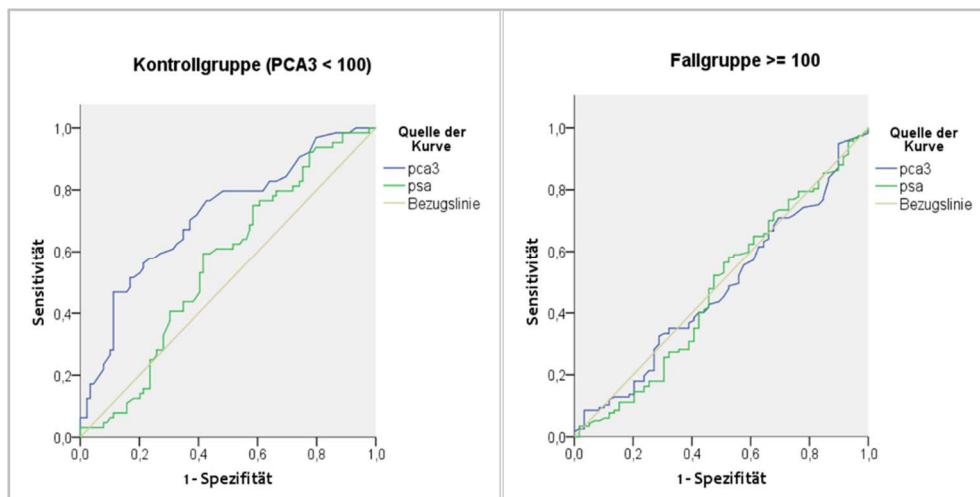 Kontrollgruppe (PCA3 < 100)
Sensitivität
1,0
0,8
0,6
0,4
0,2
0,0
0,0 0,2 0,4 0,6 0,8 1,0
1- Spezifität
Quelle der
Kurve
pca3
psa
Bezugslinie
Fallgruppe >= 100
Sensitivität
1,0
0,8
0,6
0,4
0,2
0,0
0,0 0,2 0,4 0,6 0,8 1,0
1- Spezifität
Quelle der
Kurve
pca3
psa
Bezugslinie